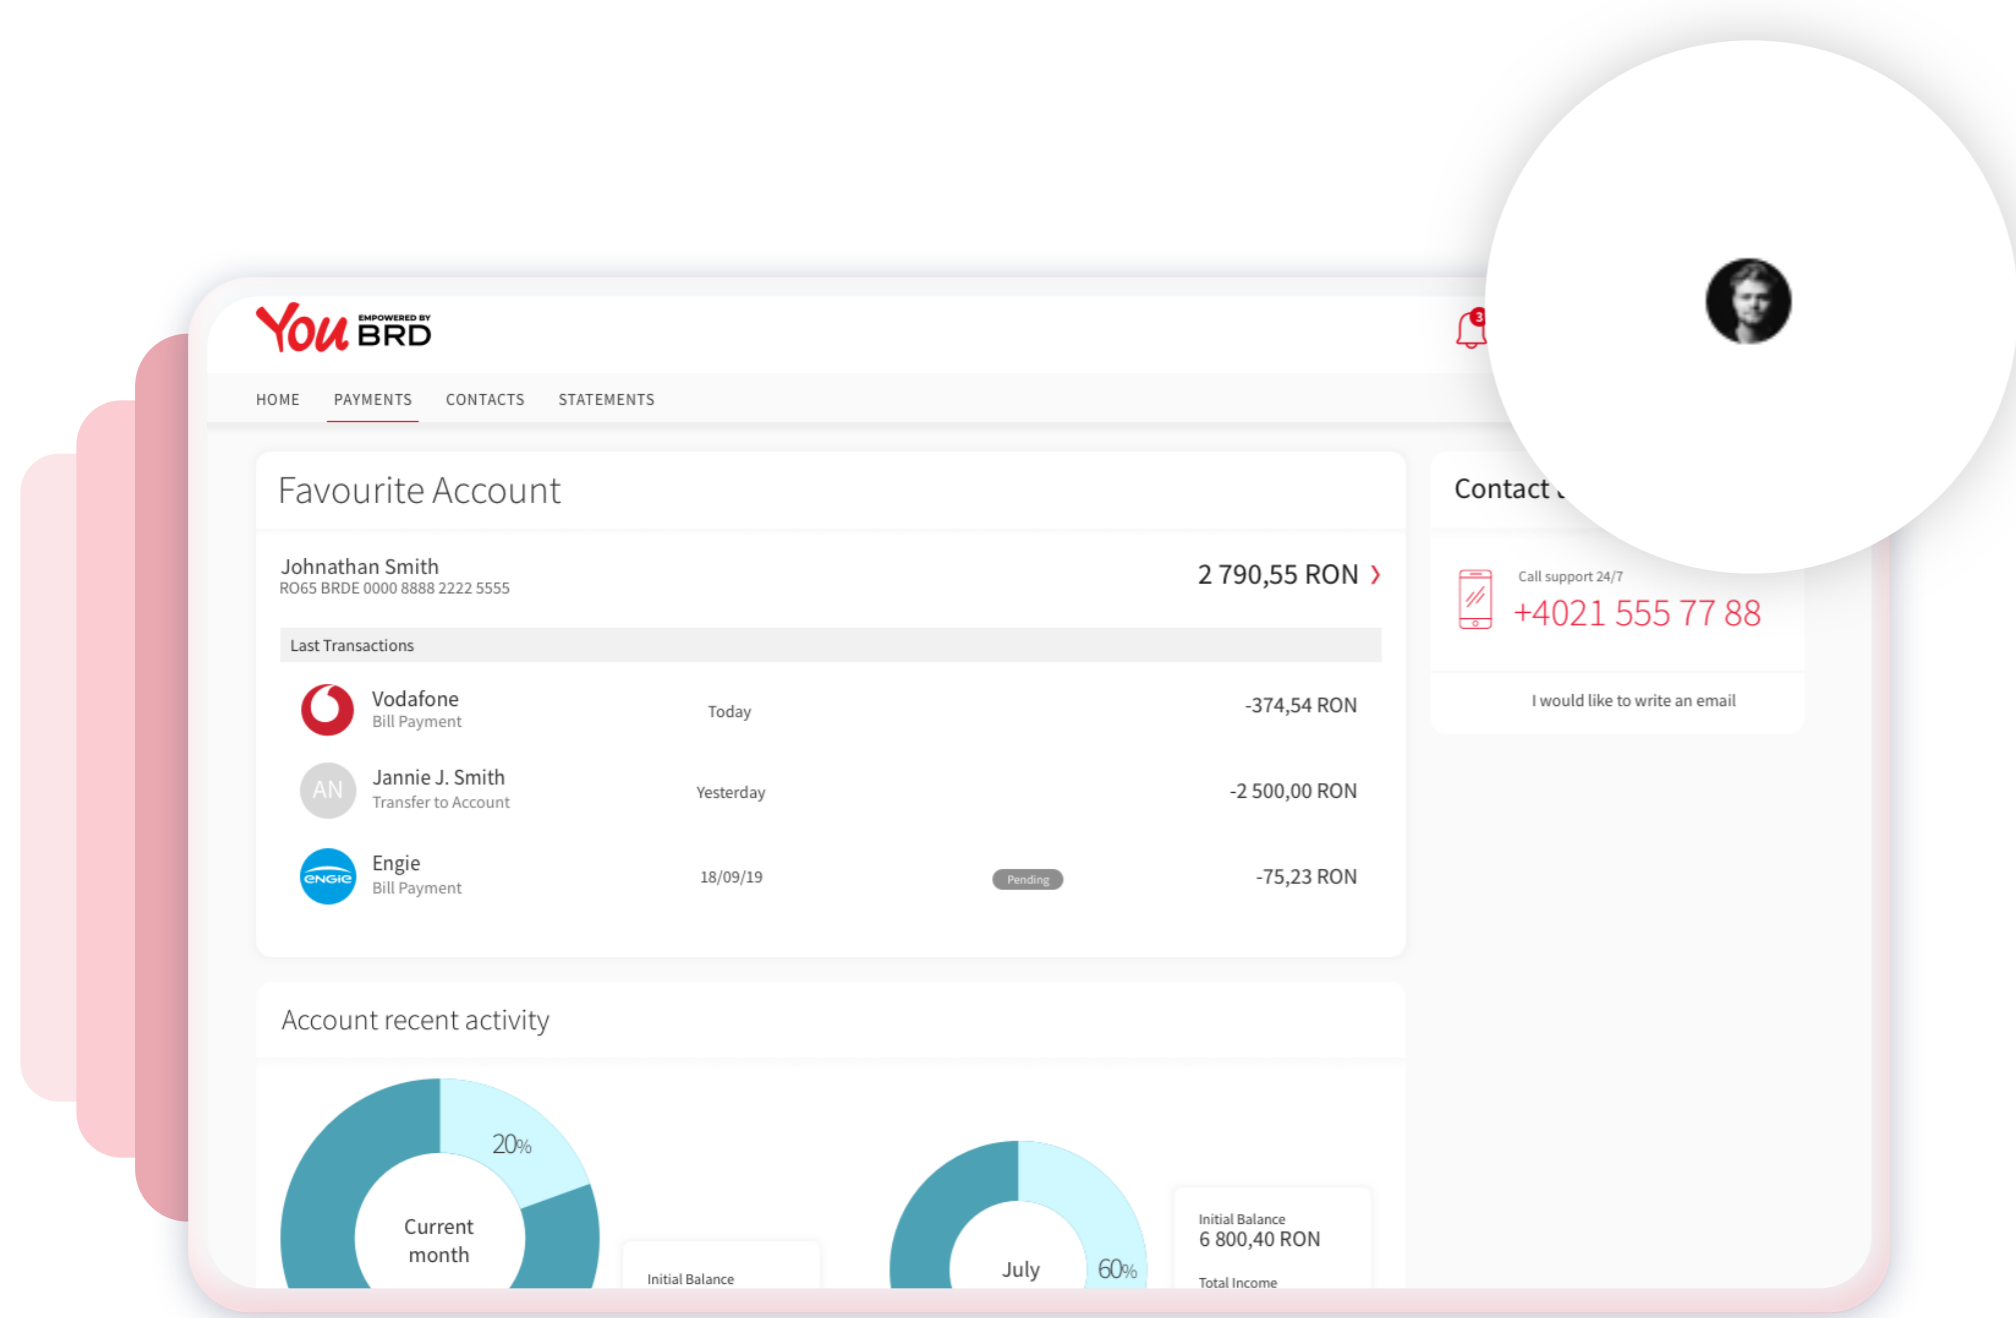 You EMPOWERED BY BRD
3
HOME PAYMENTS CONTACTS STATEMENTS
Favourite Account
Johnathan Smith
RO65 BRDE 0000 8888 2222 5555
2 790,55 RON
Last Transactions
Vodafone
Bill Payment
Today
-374,54 RON
AN
Jannie J. Smith
Transfer to Account
Yesterday
-2 500,00 RON
ENGIE
Engie
Bill Payment
18/09/19
Pending
-75,23 RON
Contact
Call support 24/7
+4021 555 77 88
I would like to write an email
Account recent activity
20%
Current
month
Initial Balance
July
60%
Initial Balance
6 800,40 RON
Total Income